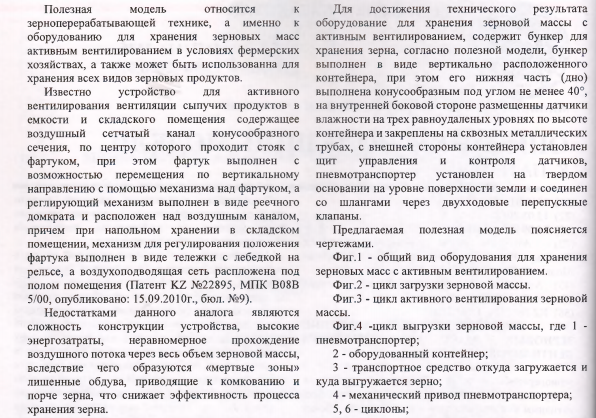 Полезная модель относится к
зерноперерабатывающей технике, а именно к
оборудованию для хранения зерновых масс
активным вентилированием в условиях фермерских
хозяйствах, а также может быть использованна для
хранения всех видов зерновых продуктов.
Известно устройство для активного
вентилирования вентиляции сыпучих продуктов в
емкости и складского помещения содержащее
воздушный сетчатый канал конусообразного
сечения, по центру которого проходит стояк с
фартуком, при этом фартук выполнен с
возможностью перемещения по вертикальному
направлению с помощью механизма над фартуком, а
реглирующий механизм выполнен в виде реечного
домкрата и расположен над воздушным каналом,
причем при напольном хранении в складском
помещении, механизм для регулирования положения
фартука выполнен в виде тележки с лебедкой на
рельсе, а воздухоподводящая сеть распложена под
полом помещения (Патент KZ №22895, МПК B08B
5/00, опубликовано: 15.09.2010г., бюл. №9).
Недостатками данного аналога являются
сложность конструкции устройства, высокие
энергозатраты, неравномерное прохождение
воздушного потока через весь объем зерновой массы,
вследствие чего образуются «мертвые зоны»
лишенные обдува, приводящие к комкованию и
порче зерна, что снижает эффективность процесса
хранения зерна.
Для достижения технического результата
оборудование для хранения зерновой массы с
активным вентилированием, содержит бункер для
хранения зерна, согласно полезной модели, бункер
выполнен в виде вертикально расположенного
контейнера, при этом его нижняя часть (дно)
выполнена конусообразным под углом не менее 40°,
на внутренней боковой стороне размещенны датчики
влажности на трех равноудаленых уровнях по высоте
контейнера и закреплены на сквозных металлических
трубах, с внешней стороны контейнера установлен
щит управления и контроля датчиков,
пневмотранспортер установлен на твердом
основании на уровне поверхности земли и соединен
со шлангами через двухходовые перепускные
клапаны.
Предлагаемая полезная модель поясняется
чертежами.
Фиг.1 - общий вид оборудования для хранения
зерновых масс с активным вентилированием.
Фиг.2 - цикл загрузки зерновой массы.
Фиг.3 - цикл активного вентилирования зерновой
массы.
Фиг.4 -цикл выгрузки зерновой массы, где 1 -
пневмотранспортер;
2 - оборудованный контейнер;
3 - транспортное средство откуда загружается и
куда выгружается зерно;
4 - механический привод пневмотранспортера;
5, 6 - циклоны;